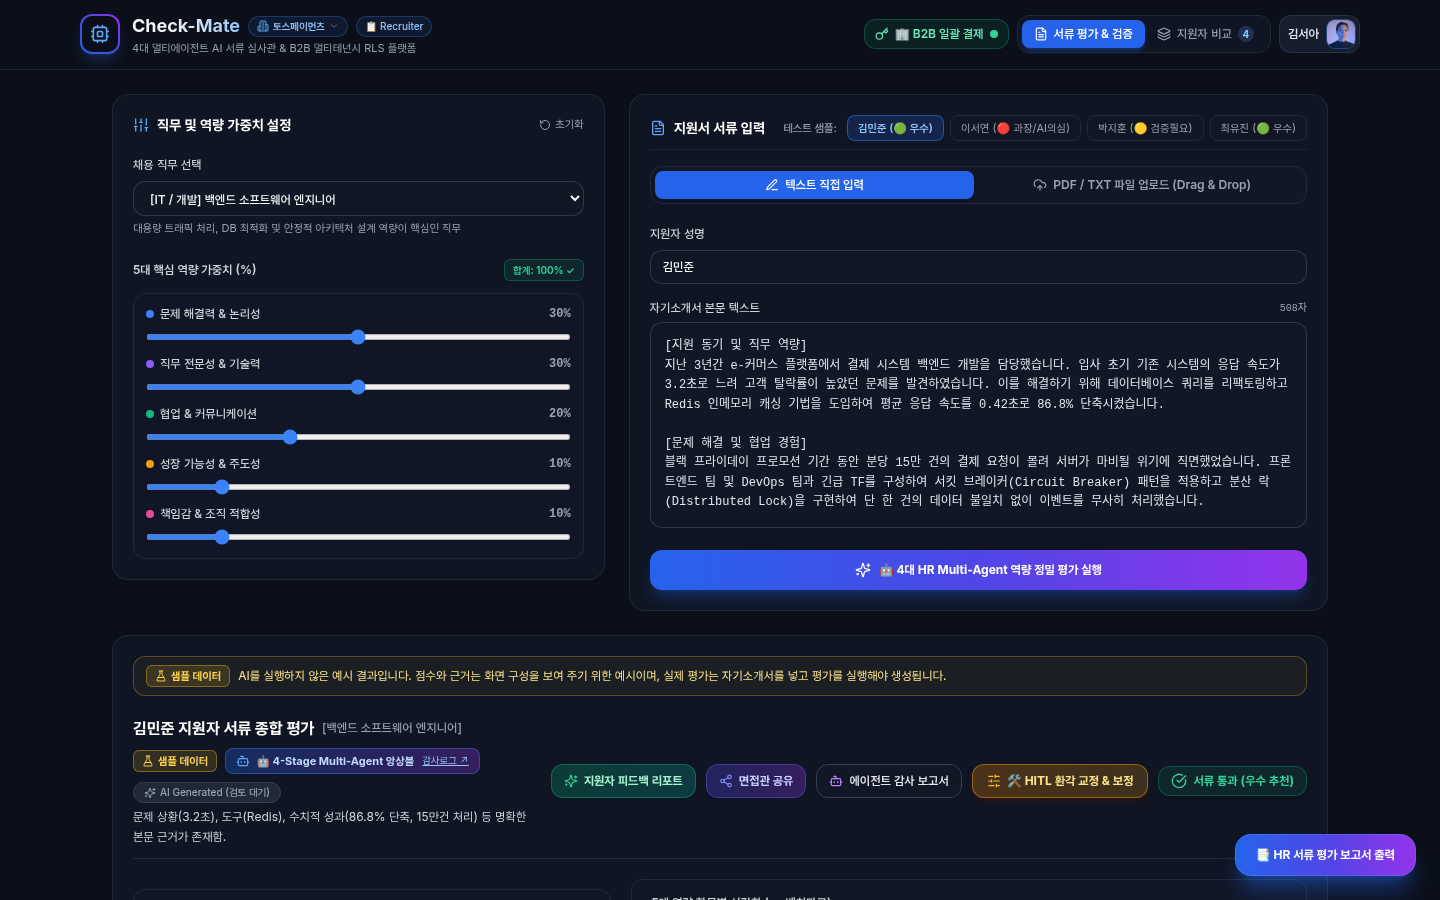 Check-Mate
토스페이먼츠
📋 Recruiter
4대 멀티에이전트 AI 서류 심사관 & B2B 멀티테넌시 RLS 플랫폼
🏢 B2B 일괄 결제
서류 평가 & 검증
지원자 비교 4
김서아
직무 및 역량 가중치 설정
초기화
채용 직무 선택
[IT / 개발] 백엔드 소프트웨어 엔지니어
대용량 트래픽 처리, DB 최적화 및 안정적 아키텍처 설계 역량이 핵심인 직무
5대 핵심 역량 가중치 (%)
합계: 100% ✓
문제 해결력 & 논리성 30%
직무 전문성 & 기술력 30%
협업 & 커뮤니케이션 20%
성장 가능성 & 주도성 10%
책임감 & 조직 적합성 10%
지원서 서류 입력
테스트 샘플:
김민준 (🟢 우수)
이서연 (🔴 과장/AI의심)
박지훈 (🟡 검증필요)
최유진 (🟢 우수)
텍스트 직접 입력
PDF / TXT 파일 업로드 (Drag & Drop)
지원자 성명
김민준
자기소개서 본문 텍스트
508자
[지원 동기 및 직무 역량]
지난 3년간 e-커머스 플랫폼에서 결제 시스템 백엔드 개발을 담당했습니다. 입사 초기 기존 시스템의 응답 속도가
3.2초로 느려 고객 탈락률이 높았던 문제를 발견하였습니다. 이를 해결하기 위해 데이터베이스 쿼리를 리팩토링하고
Redis 인메모리 캐싱 기법을 도입하여 평균 응답 속도를 0.42초로 86.8% 단축시켰습니다.
[문제 해결 및 협업 경험]
블랙 프라이데이 프로모션 기간 동안 분당 15만 건의 결제 요청이 몰려 서버가 마비될 위기에 직면했었습니다. 프론
트엔드 팀 및 DevOps 팀과 긴급 TF를 구성하여 서킷 브레이커(Circuit Breaker) 패턴을 적용하고 분산 락
(Distributed Lock)을 구현하여 단 한 건의 데이터 불일치 없이 이벤트를 무사히 처리했습니다.
🤖 4대 HR Multi-Agent 역량 정밀 평가 실행
샘플 데이터
AI를 실행하지 않은 예시 결과입니다. 점수와 근거는 화면 구성을 보여 주기 위한 예시이며, 실제 평가는 자기소개서를 넣고 평가를 실행해야 생성됩니다.
김민준 지원자 서류 종합 평가 [백엔드 소프트웨어 엔지니어]
샘플 데이터
🤖 4-Stage Multi-Agent 앙상블 감사로그 ↗
AI Generated (검토 대기)
문제 상황(3.2초), 도구(Redis), 수치적 성과(86.8% 단축, 15만건 처리) 등 명확한
본문 근거가 존재함.
지원자 피드백 리포트
면접관 공유
에이전트 감사 보고서
🛠️ HITL 환각 교정 & 보정
서류 통과 (우수 추천)
📑 HR 서류 평가 보고서 출력